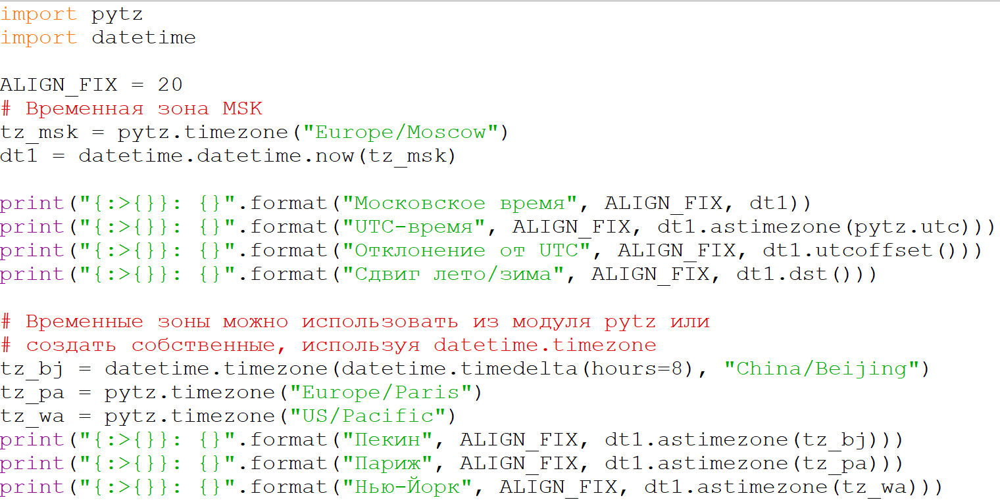 import pytz
import datetime
ALIGN_FIX = 20
# Временная зона MSK
tz_msk = pytz.timezone("Europe/Moscow")
dt1 = datetime.datetime.now(tz_msk)
print("{:>{}}: {}".format("Московское время", ALIGN_FIX, dt1))
print("{:>{}}: {}".format("UTC-время", ALIGN_FIX, dt1.astimezone(pytz.utc)))
print("{:>{}}: {}".format("Отклонение от UTC", ALIGN_FIX, dt1.utcoffset()))
print("{:>{}}: {}".format("Сдвиг лето/зима", ALIGN_FIX, dt1.dst()))
# Временные зоны можно использовать из модуля pytz или
# создать собственные, используя datetime.timezone
tz_bj = datetime.timezone(datetime.timedelta(hours=8), "China/Beijing")
tz_pa = pytz.timezone("Europe/Paris")
tz_wa = pytz.timezone("US/Pacific")
print("{:>{}}: {}".format("Пекин", ALIGN_FIX, dt1.astimezone(tz_bj)))
print("{:>{}}: {}".format("Париж", ALIGN_FIX, dt1.astimezone(tz_pa)))
print("{:>{}}: {}".format("Нью-Йорк", ALIGN_FIX, dt1.astimezone(tz_wa)))